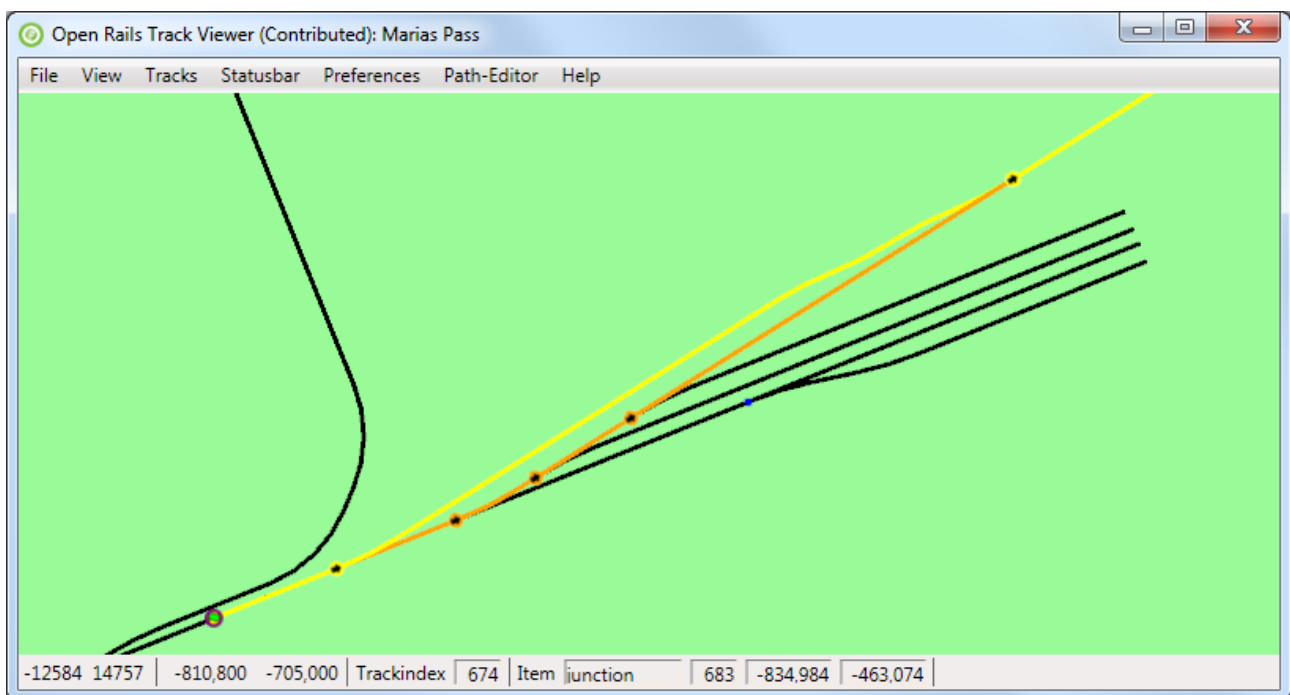 Open Rails Track Viewer (Contributed): Marias Pass
File View Tracks Statusbar Preferences Path-Editor Help
-12584 14757 -810,800 -705,000 Trackindex 674 Item junction 683 -834,984 -463,074